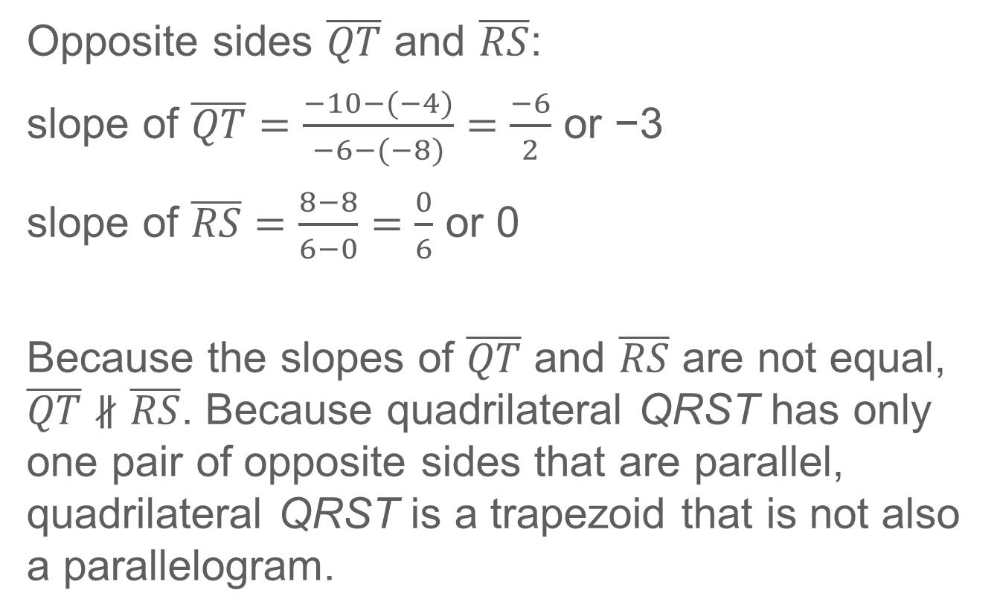 Opposite sides $\overline{QT}$ and $\overline{RS}$:
slope of $\overline{QT} = \frac{-10-(-4)}{-6-(-8)} = \frac{-6}{2}$ or −3
slope of $\overline{RS} = \frac{8-8}{6-0} = \frac{0}{6}$ or 0
Because the slopes of $\overline{QT}$ and $\overline{RS}$ are not equal,
$\overline{QT} \nparallel \overline{RS}$. Because quadrilateral QRST has only
one pair of opposite sides that are parallel,
quadrilateral QRST is a trapezoid that is not also
a parallelogram.